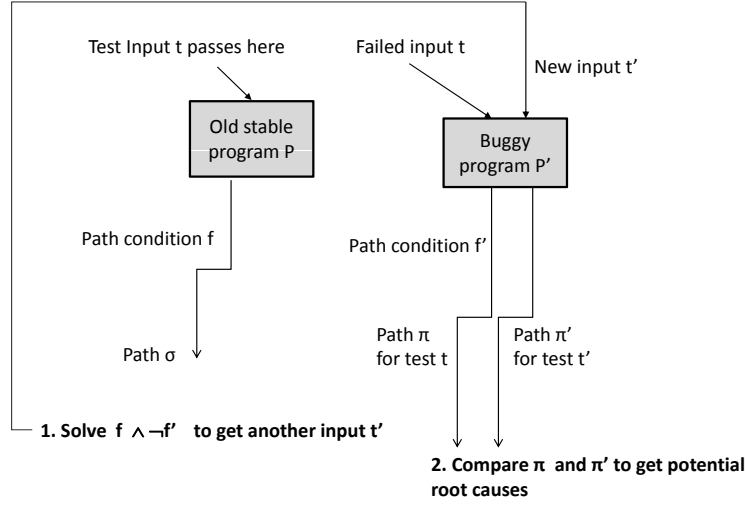 Test Input t passes here
Failed input t
New input t’
Old stable
program P
Buggy
program P’
Path condition f
Path condition f’
Path σ
Path π
for test t
Path π’
for test t’
1. Solve f ∧ ¬f’ to get another input t’
2. Compare π and π’ to get potential
root causes